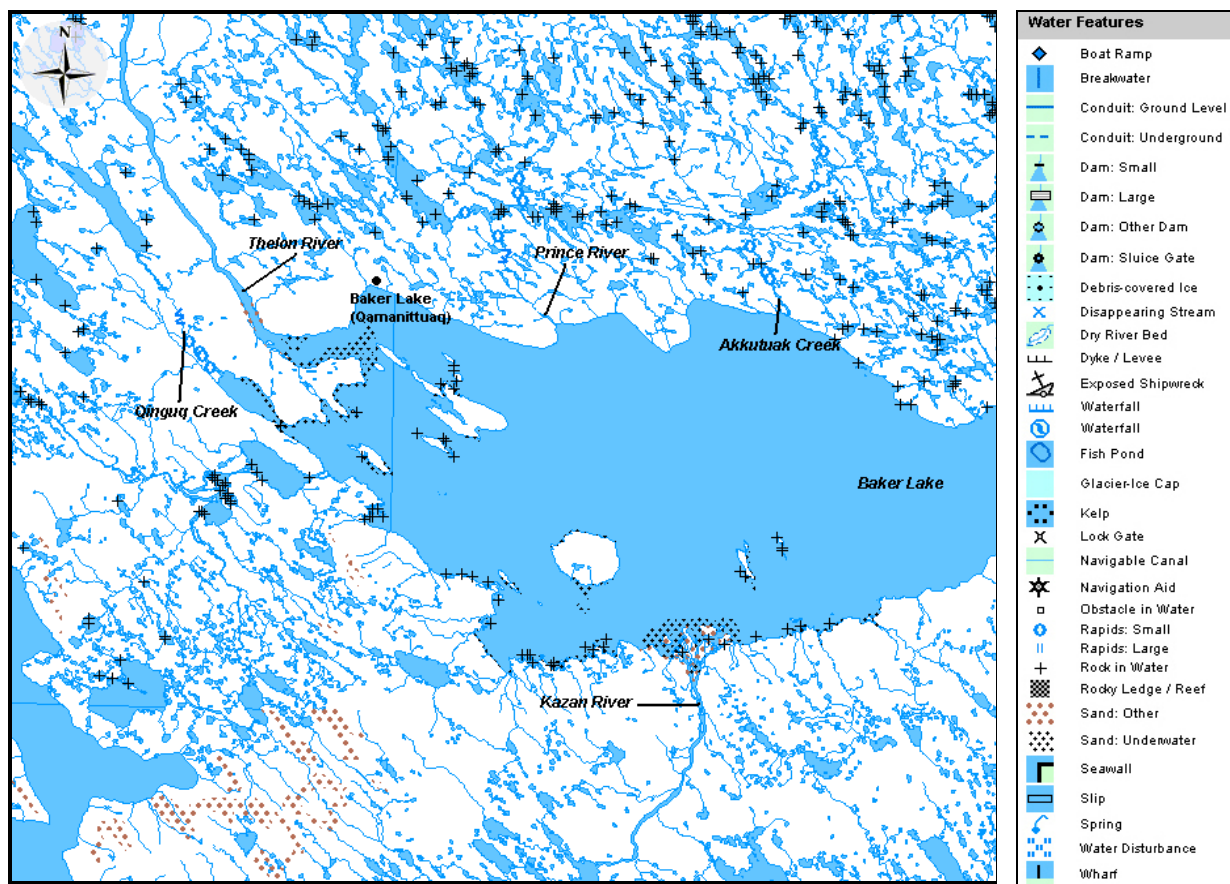 N
Thelon River
Prince River
Baker Lake
(Qamanittuaq)
Akkutuak Creek
Qinguq Creek
Baker Lake
Kazan River
Water Features
Boat Ramp
Breakwater
Conduit: Ground Level
Conduit: Underground
Dam: Small
Dam: Large
Dam: Other Dam
Dam: Sluice Gate
Debris-covered Ice
Disappearing Stream
Dry River Bed
Dyke / Levee
Exposed Shipwreck
Waterfall
Waterfall
Fish Pond
Glacier-Ice Cap
Kelp
Lock Gate
Navigable Canal
Navigation Aid
Obstacle in Water
Rapids: Small
Rapids: Large
Rock in Water
Rocky Ledge / Reef
Sand: Other
Sand: Underwater
Seawall
Slip
Spring
Water Disturbance
Wharf